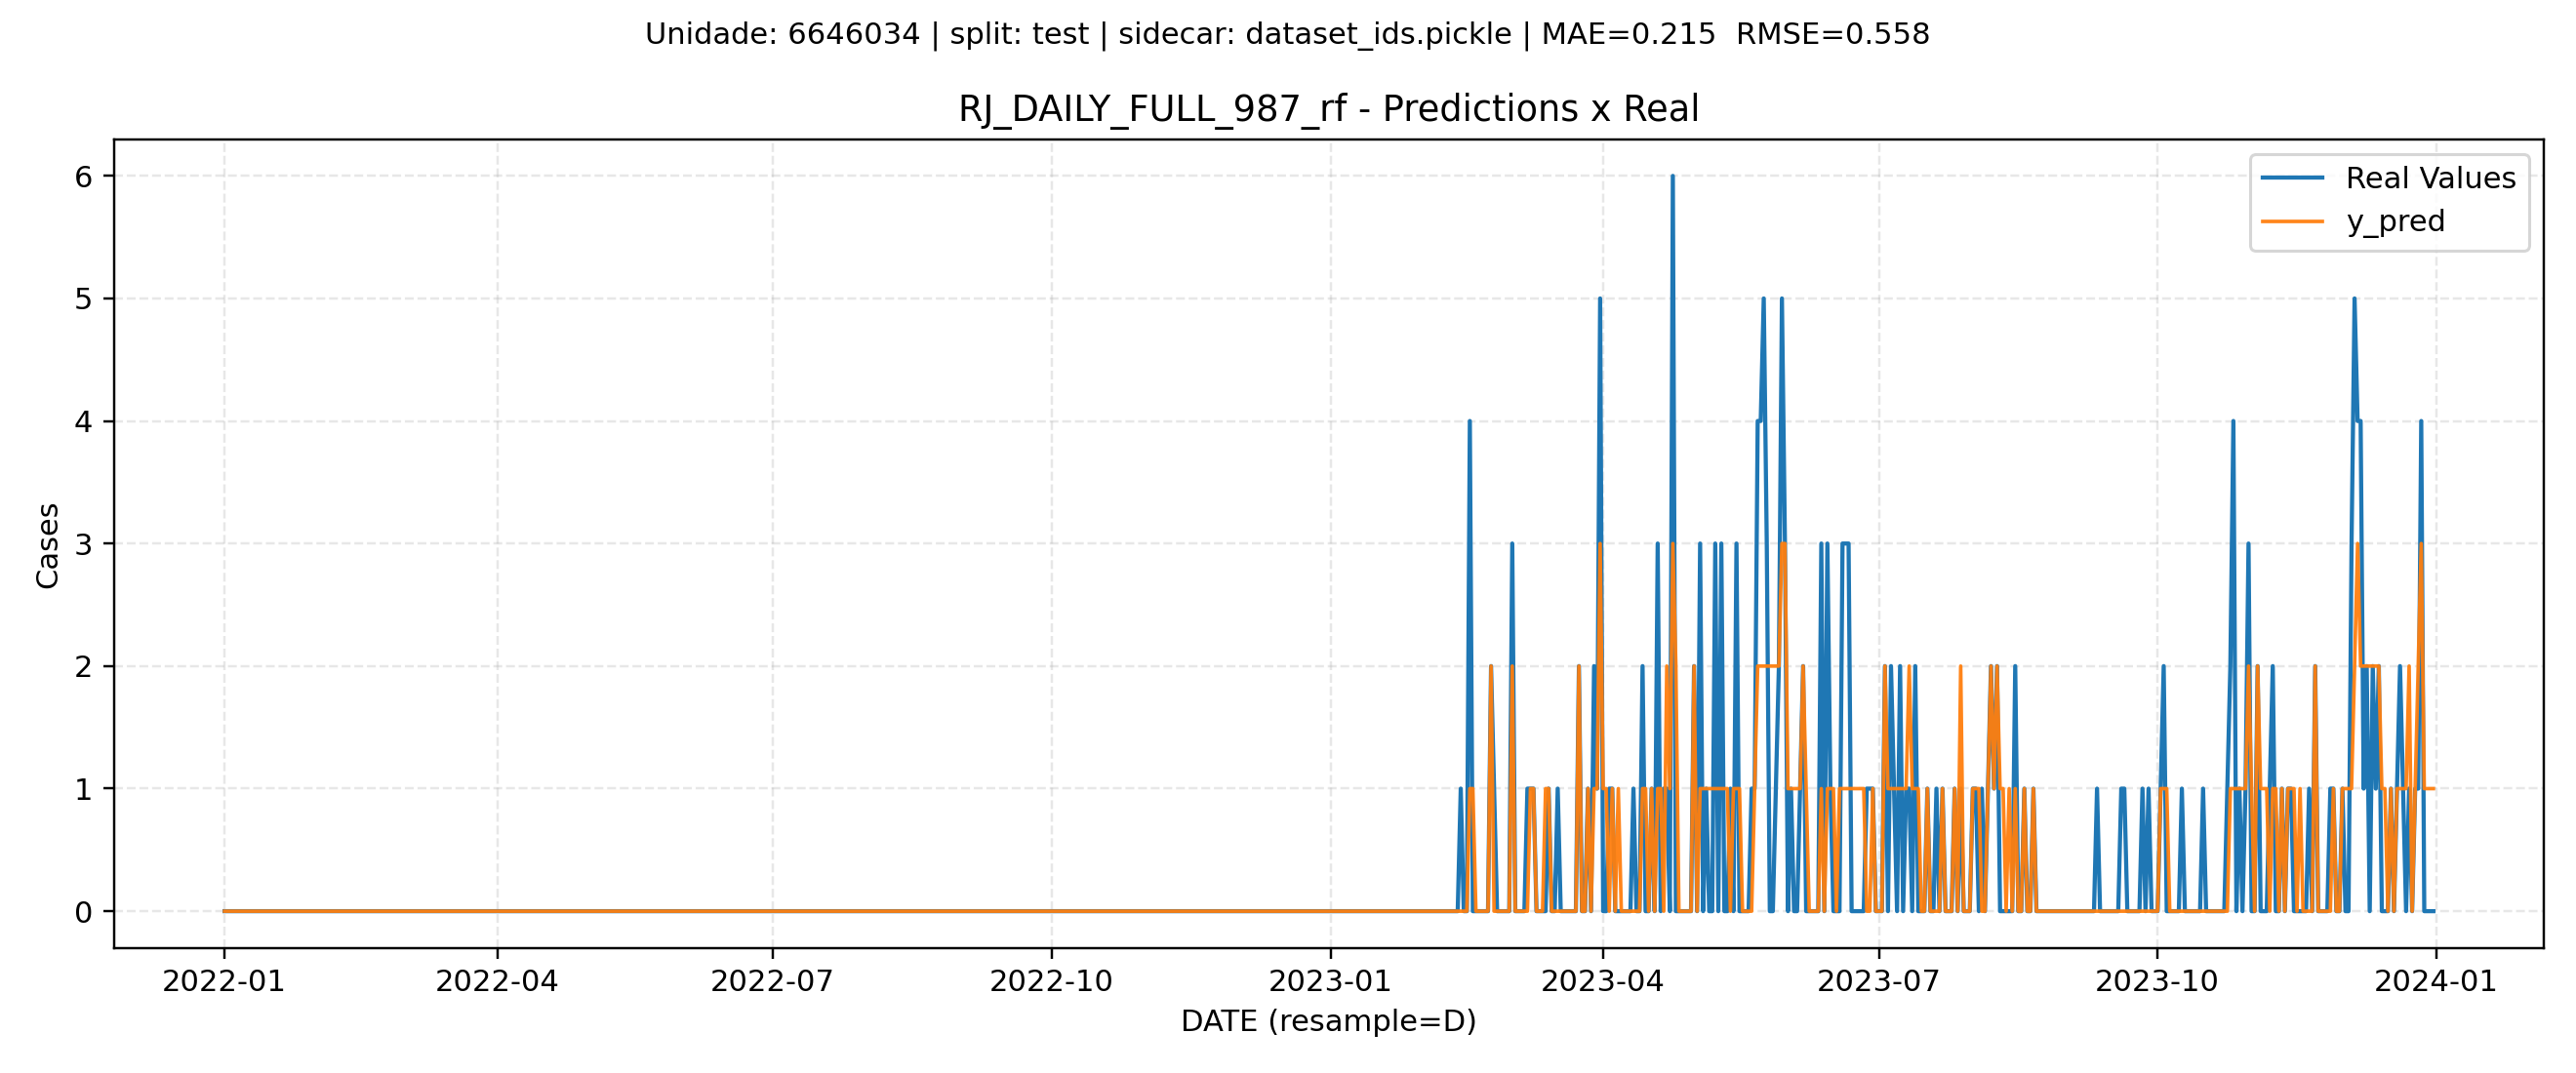 Unidade: 6646034 | split: test | sidecar: dataset_ids.pickle | MAE=0.215  RMSE=0.558
RJ_DAILY_FULL_987_rf - Predictions x Real
Real Values
y_pred
Cases
6
5
4
3
2
1
0
2022-01
2022-04
2022-07
2022-10
2023-01
2023-04
2023-07
2023-10
2024-01
DATE (resample=D)